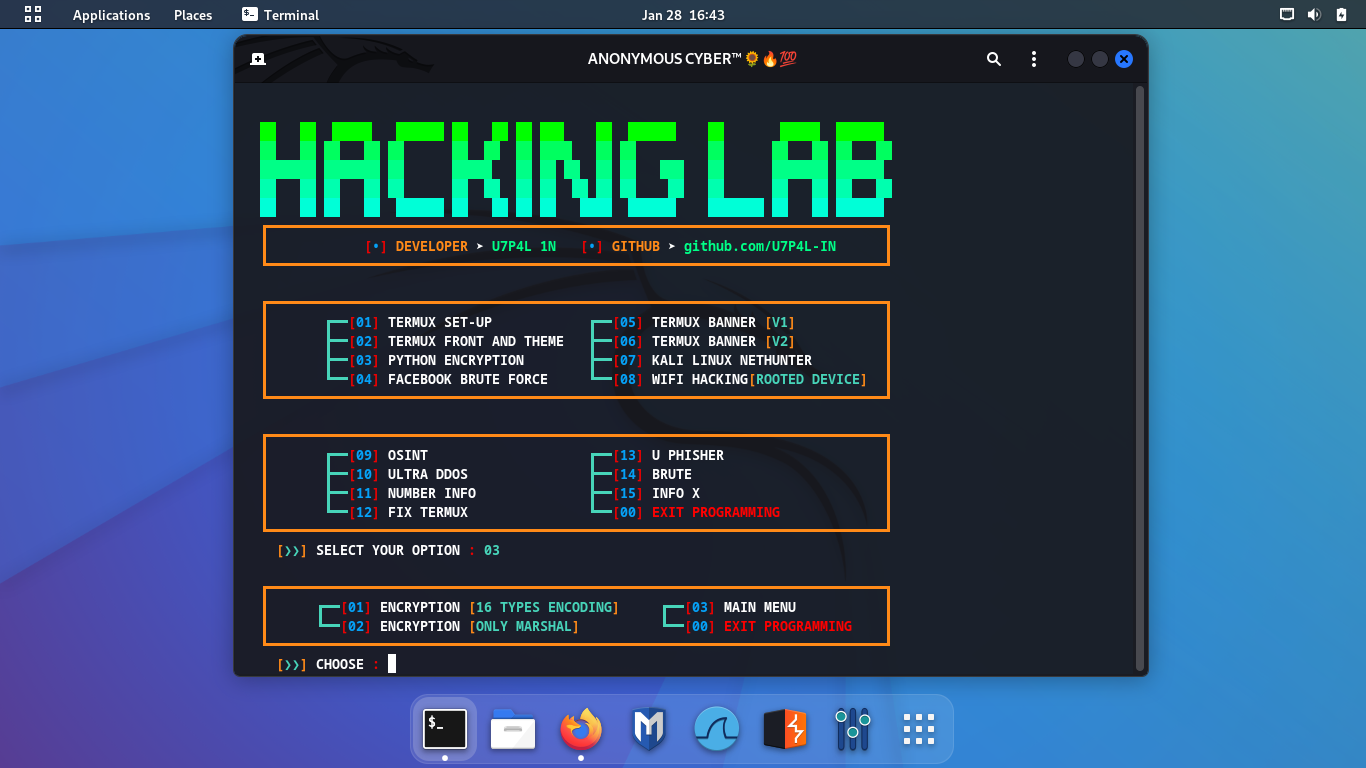 Applications Places Terminal Jan 28 16:43
ANONYMOUS CYBER™🌻🔥💯
HACKING LAB
[•] DEVELOPER ➤ U7P4L 1N [•] GITHUB ➤ github.com/U7P4L-IN
[01] TERMUX SET-UP [05] TERMUX BANNER [V1]
[02] TERMUX FRONT AND THEME [06] TERMUX BANNER [V2]
[03] PYTHON ENCRYPTION [07] KALI LINUX NETHUNTER
[04] FACEBOOK BRUTE FORCE [08] WIFI HACKING[ROOTED DEVICE]
[09] OSINT [13] U PHISHER
[10] ULTRA DDOS [14] BRUTE
[11] NUMBER INFO [15] INFO X
[12] FIX TERMUX [00] EXIT PROGRAMMING
[❯❯] SELECT YOUR OPTION : 03
[01] ENCRYPTION [16 TYPES ENCODING] [03] MAIN MENU
[02] ENCRYPTION [ONLY MARSHAL] [00] EXIT PROGRAMMING
[❯❯] CHOOSE :
$_